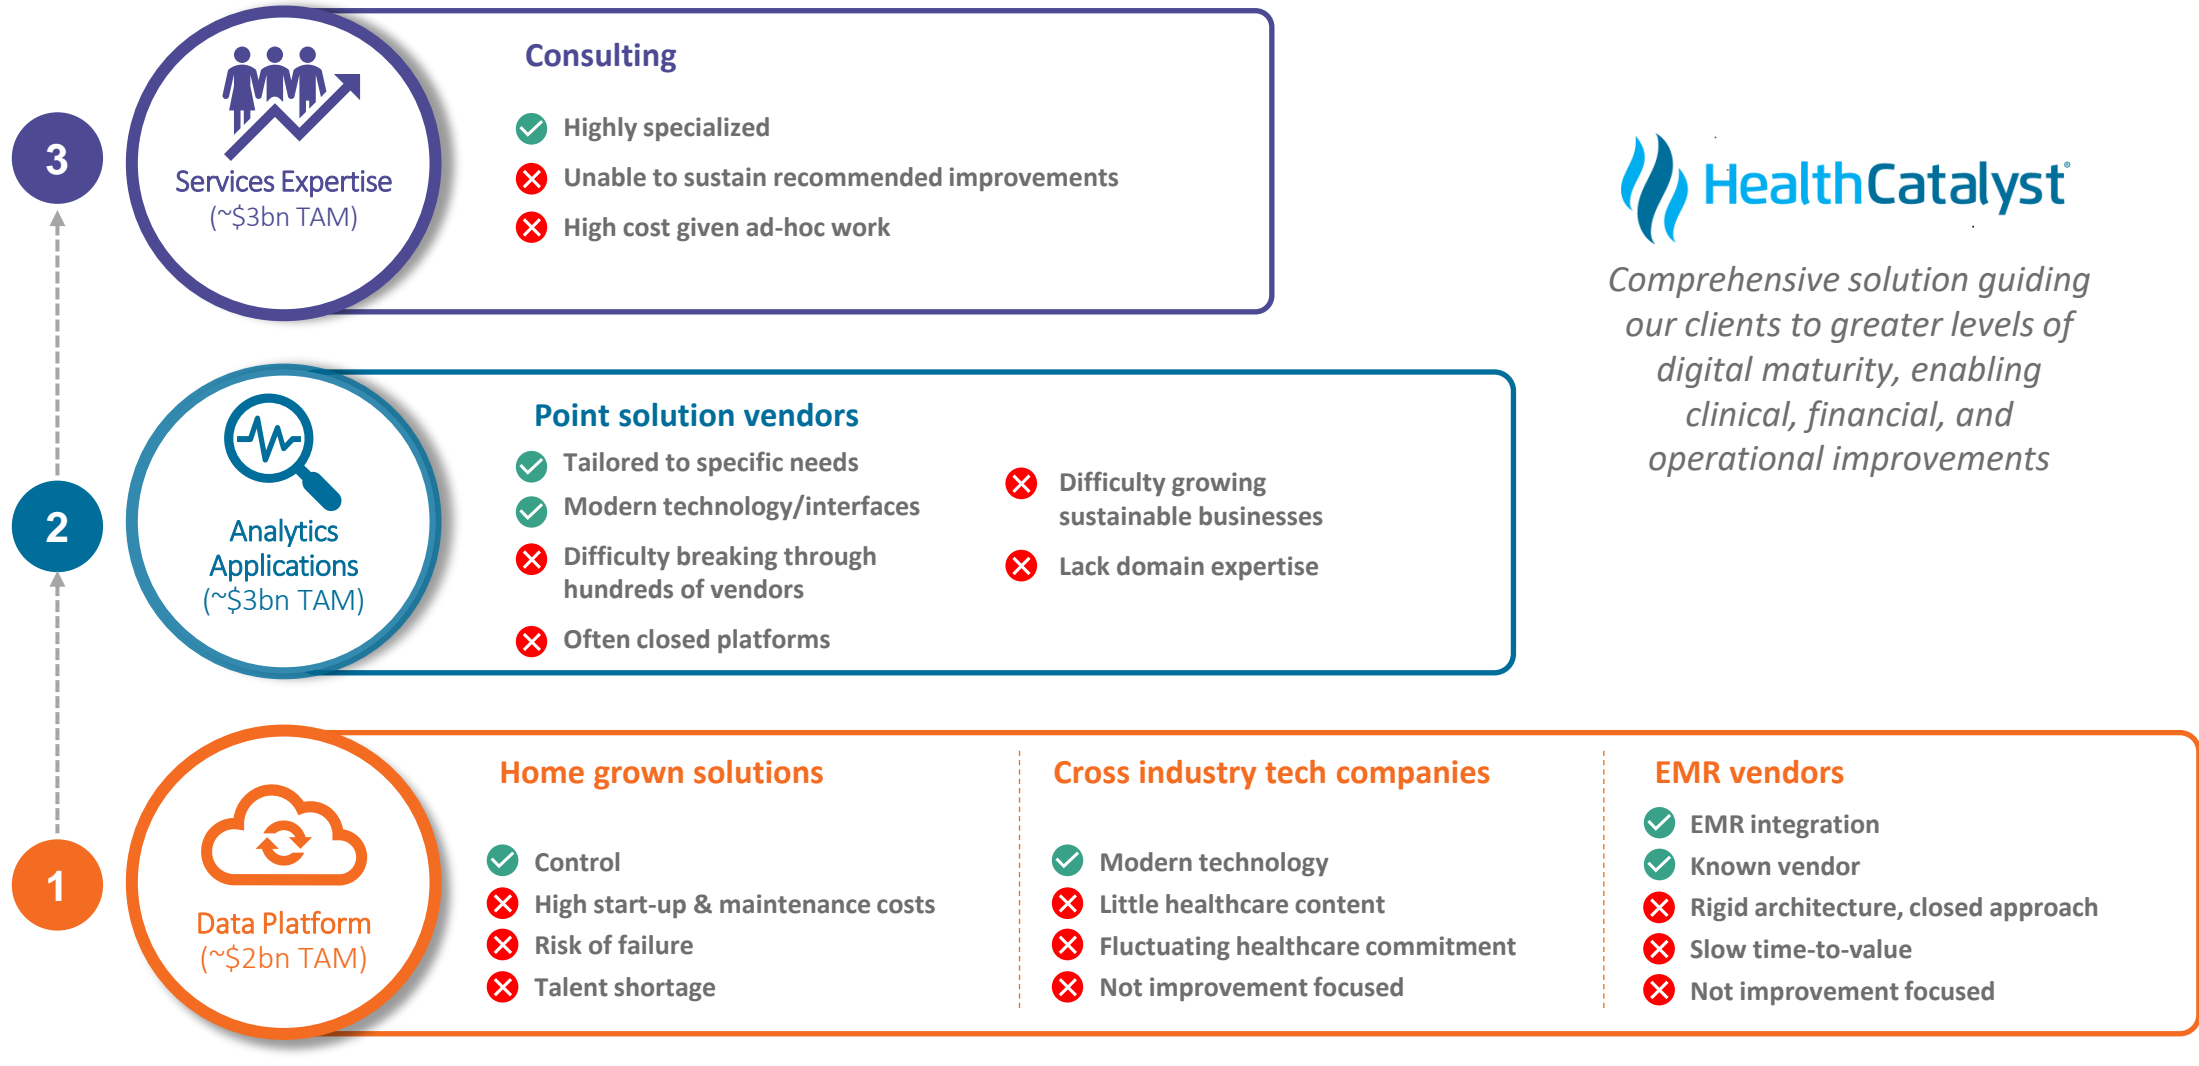 3
Services Expertise
(~$3bn TAM)
Consulting
Highly specialized
Unable to sustain recommended improvements
High cost given ad-hoc work
HealthCatalyst®
Comprehensive solution guiding
our clients to greater levels of
digital maturity, enabling
clinical, financial, and
operational improvements
2
Analytics
Applications
(~$3bn TAM)
Point solution vendors
Tailored to specific needs
Modern technology/interfaces
Difficulty breaking through
hundreds of vendors
Often closed platforms
Difficulty growing
sustainable businesses
Lack domain expertise
1
Data Platform
(~$2bn TAM)
Home grown solutions
Control
High start-up & maintenance costs
Risk of failure
Talent shortage
Cross industry tech companies
Modern technology
Little healthcare content
Fluctuating healthcare commitment
Not improvement focused
EMR vendors
EMR integration
Known vendor
Rigid architecture, closed approach
Slow time-to-value
Not improvement focused